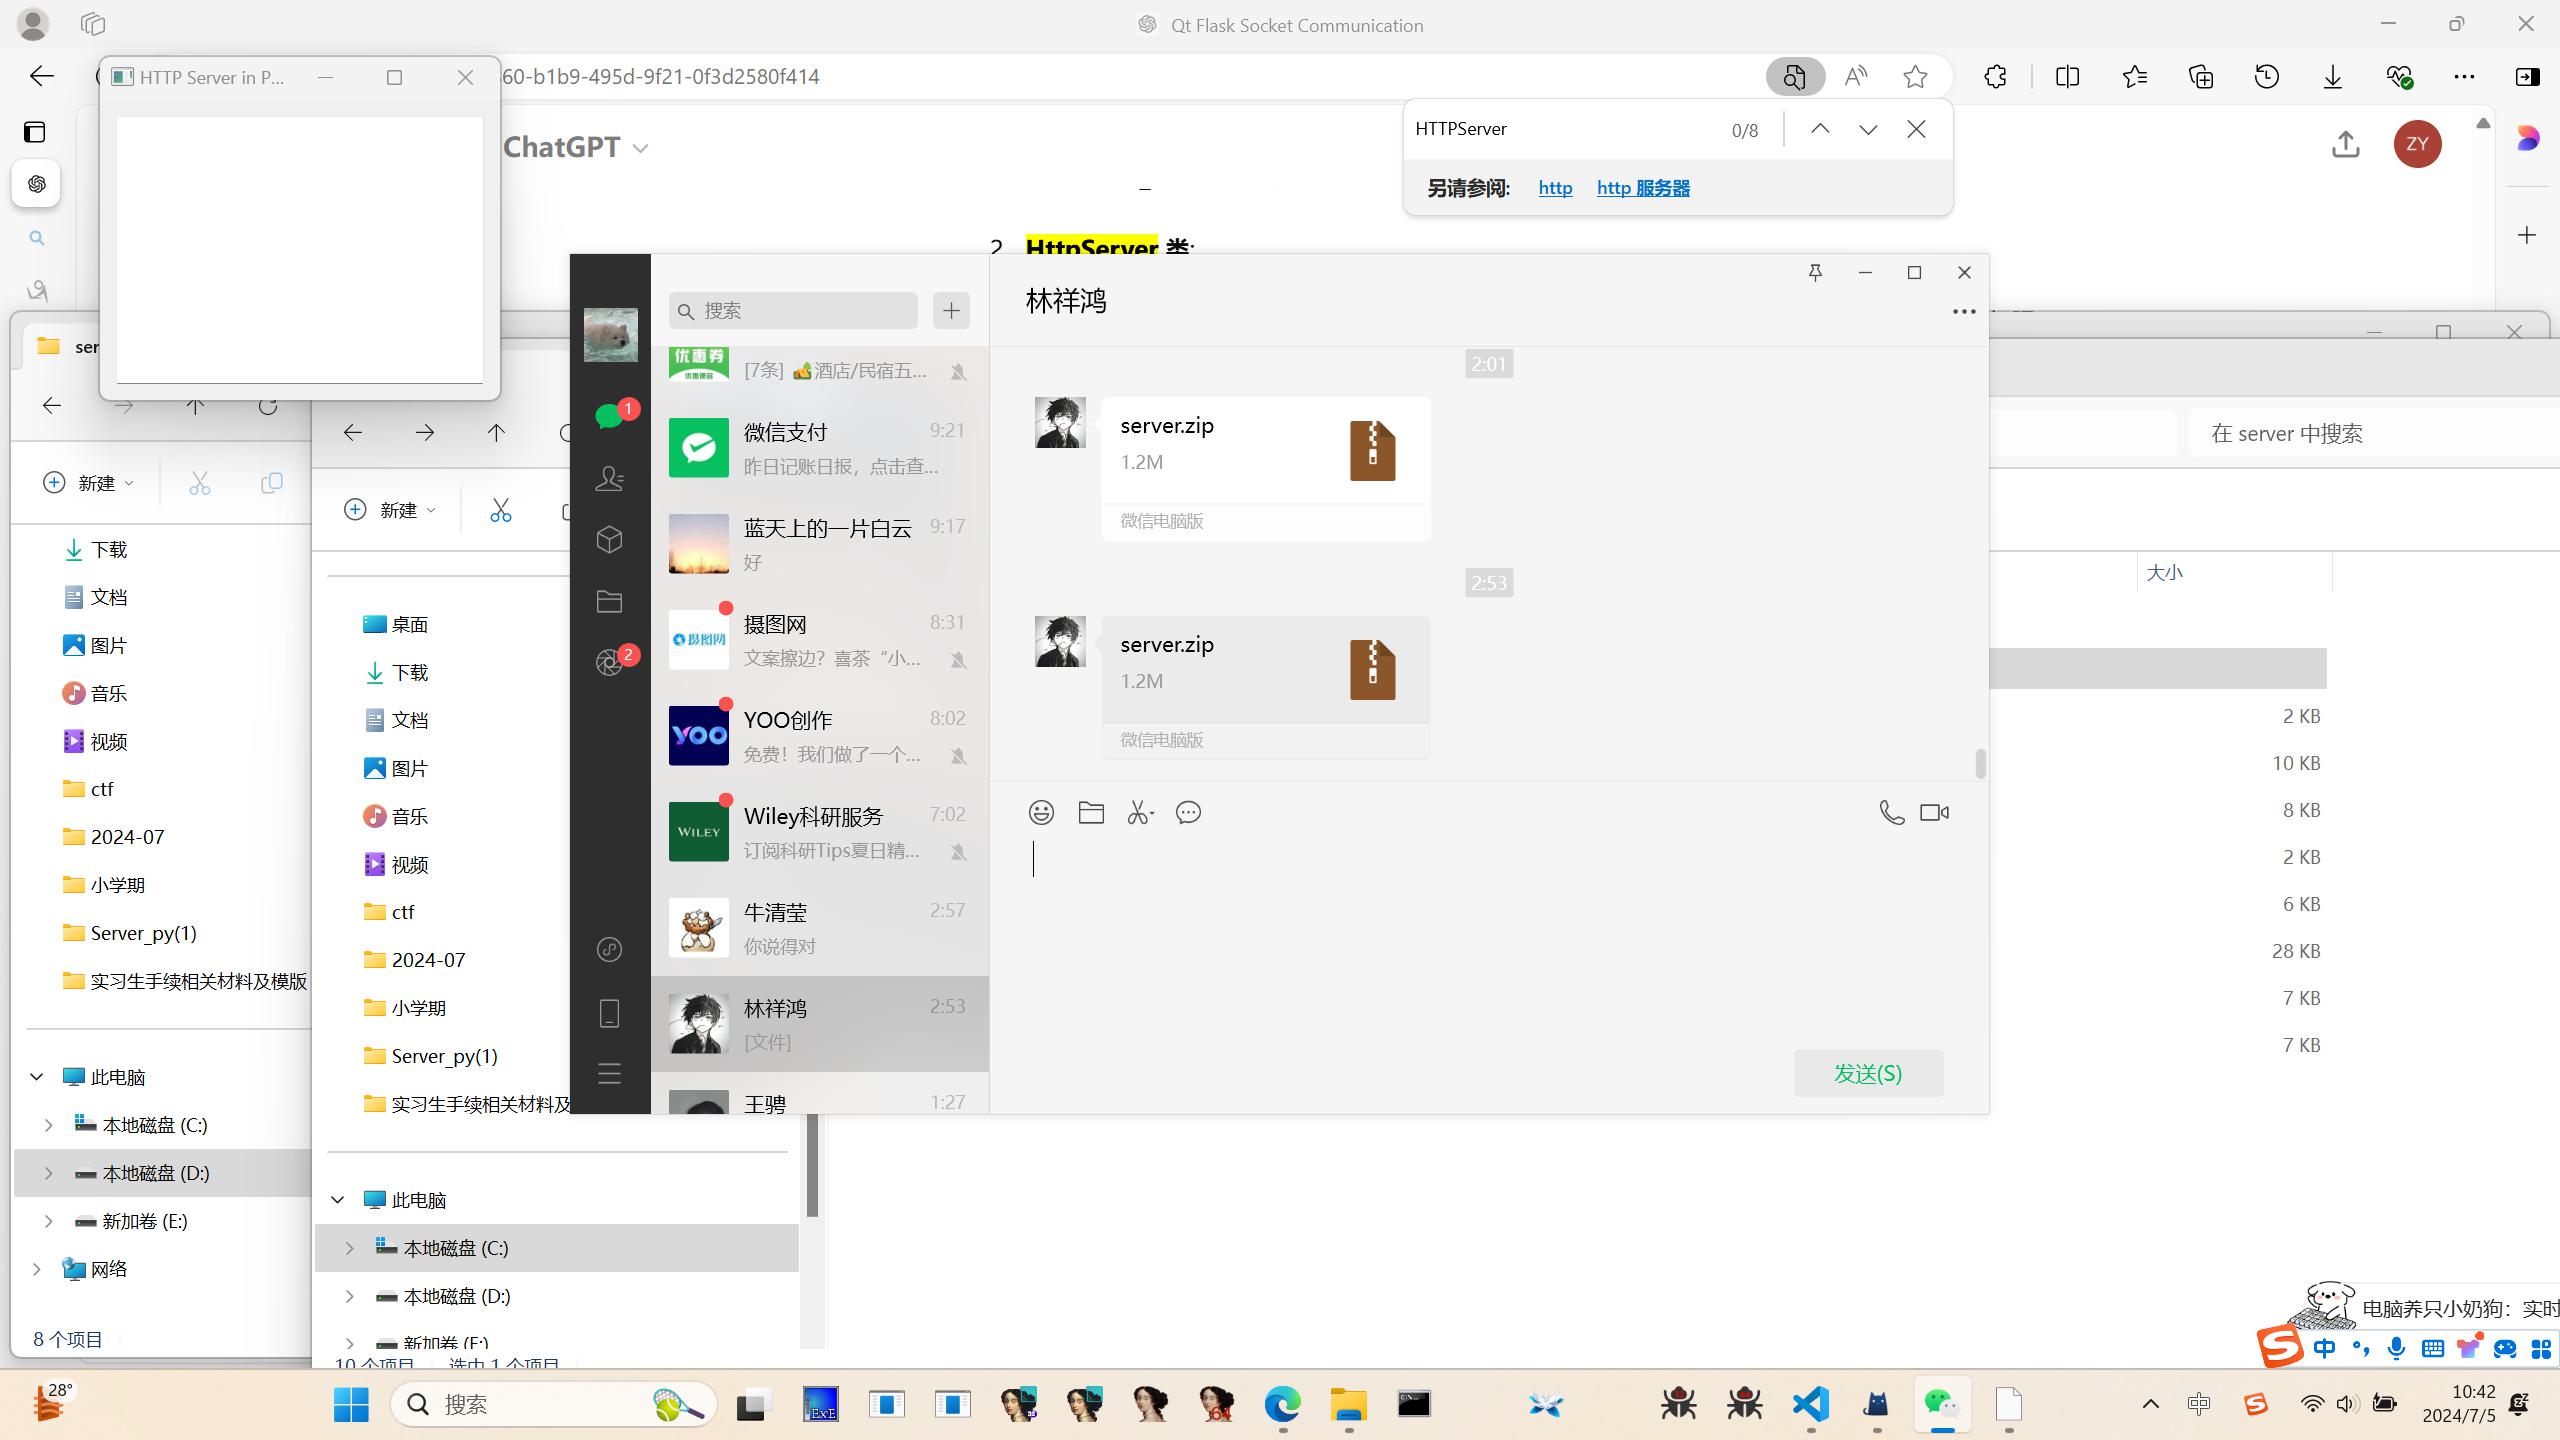 Qt Flask Socket Communication
HTTP Server in P...
60-b1b9-495d-9f21-0f3d2580f414
HTTPServer
0/8
另请参阅:
http
http 服务器
ChatGPT
ZY
2.
HttpServer 类:
ser
新建
下载
文档
图片
音乐
视频
ctf
2024-07
小学期
Server_py(1)
实习生手续相关材料及模版
此电脑
本地磁盘 (C:)
本地磁盘 (D:)
新加卷 (E:)
网络
8 个项目
新建
桌面
下载
文档
图片
音乐
视频
ctf
2024-07
小学期
Server_py(1)
实习生手续相关材料及
此电脑
本地磁盘 (C:)
本地磁盘 (D:)
新加卷 (E:)
10 个项目
选中 1 个项目
1
2
搜索
优惠券
[7条] 酒店/民宿五...
微信支付
9:21
昨日记账日报，点击查...
蓝天上的一片白云
9:17
好
摄图网
摄图网
8:31
文案擦边？喜茶“小...
YOO
YOO创作
8:02
免费！我们做了一个...
WILEY
Wiley科研服务
7:02
订阅科研Tips夏日精...
牛清莹
2:57
你说得对
林祥鸿
2:53
[文件]
王骋
1:27
林祥鸿
2:01
server.zip
1.2M
微信电脑版
2:53
server.zip
1.2M
微信电脑版
发送(S)
在 server 中搜索
大小
2 KB
10 KB
8 KB
2 KB
6 KB
28 KB
7 KB
7 KB
电脑养只小奶狗：实时
中
28°
搜索
ExE
64
中
10:42
2024/7/5